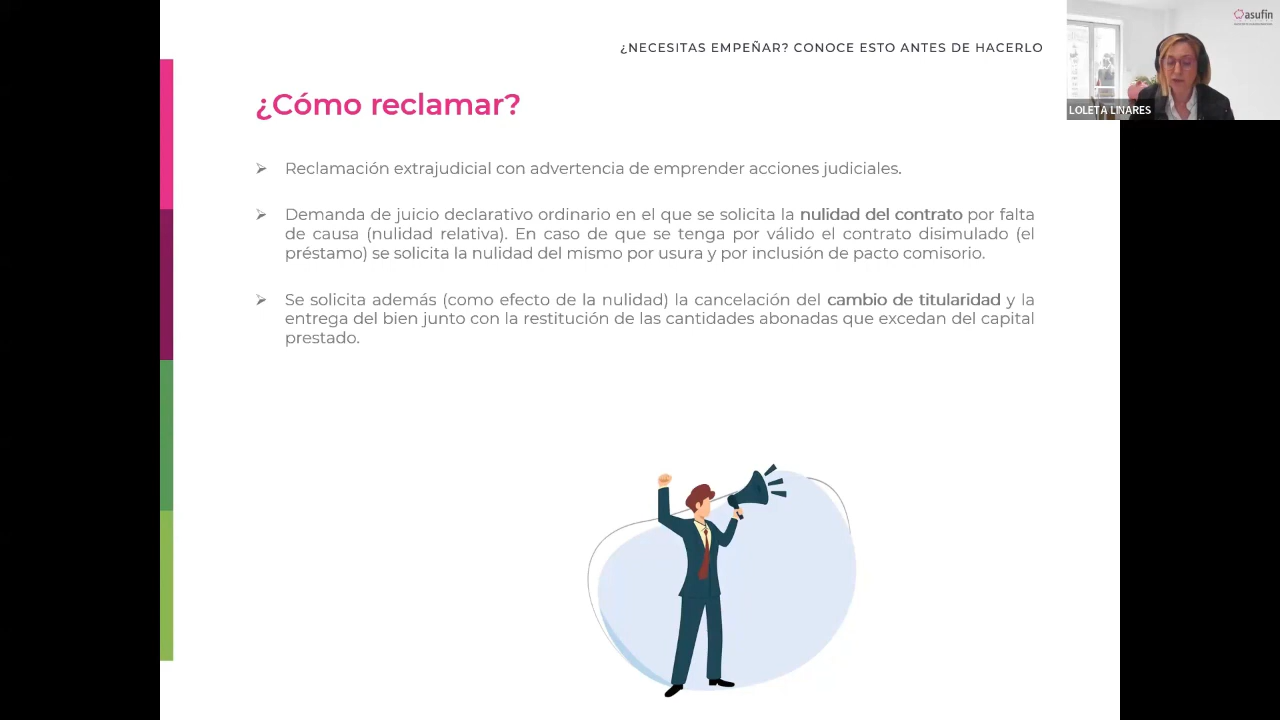 ¿NECESITAS EMPEÑAR? CONOCE ESTO ANTES DE HACERLO
asufin
LOLETA LINARES
¿Cómo reclamar?
➢ Reclamación extrajudicial con advertencia de emprender acciones judiciales.
➢ Demanda de juicio declarativo ordinario en el que se solicita la nulidad del contrato por falta
de causa (nulidad relativa). En caso de que se tenga por válido el contrato disimulado (el
préstamo) se solicita la nulidad del mismo por usura y por inclusión de pacto comisorio.
➢ Se solicita además (como efecto de la nulidad) la cancelación del cambio de titularidad y la
entrega del bien junto con la restitución de las cantidades abonadas que excedan del capital
prestado.